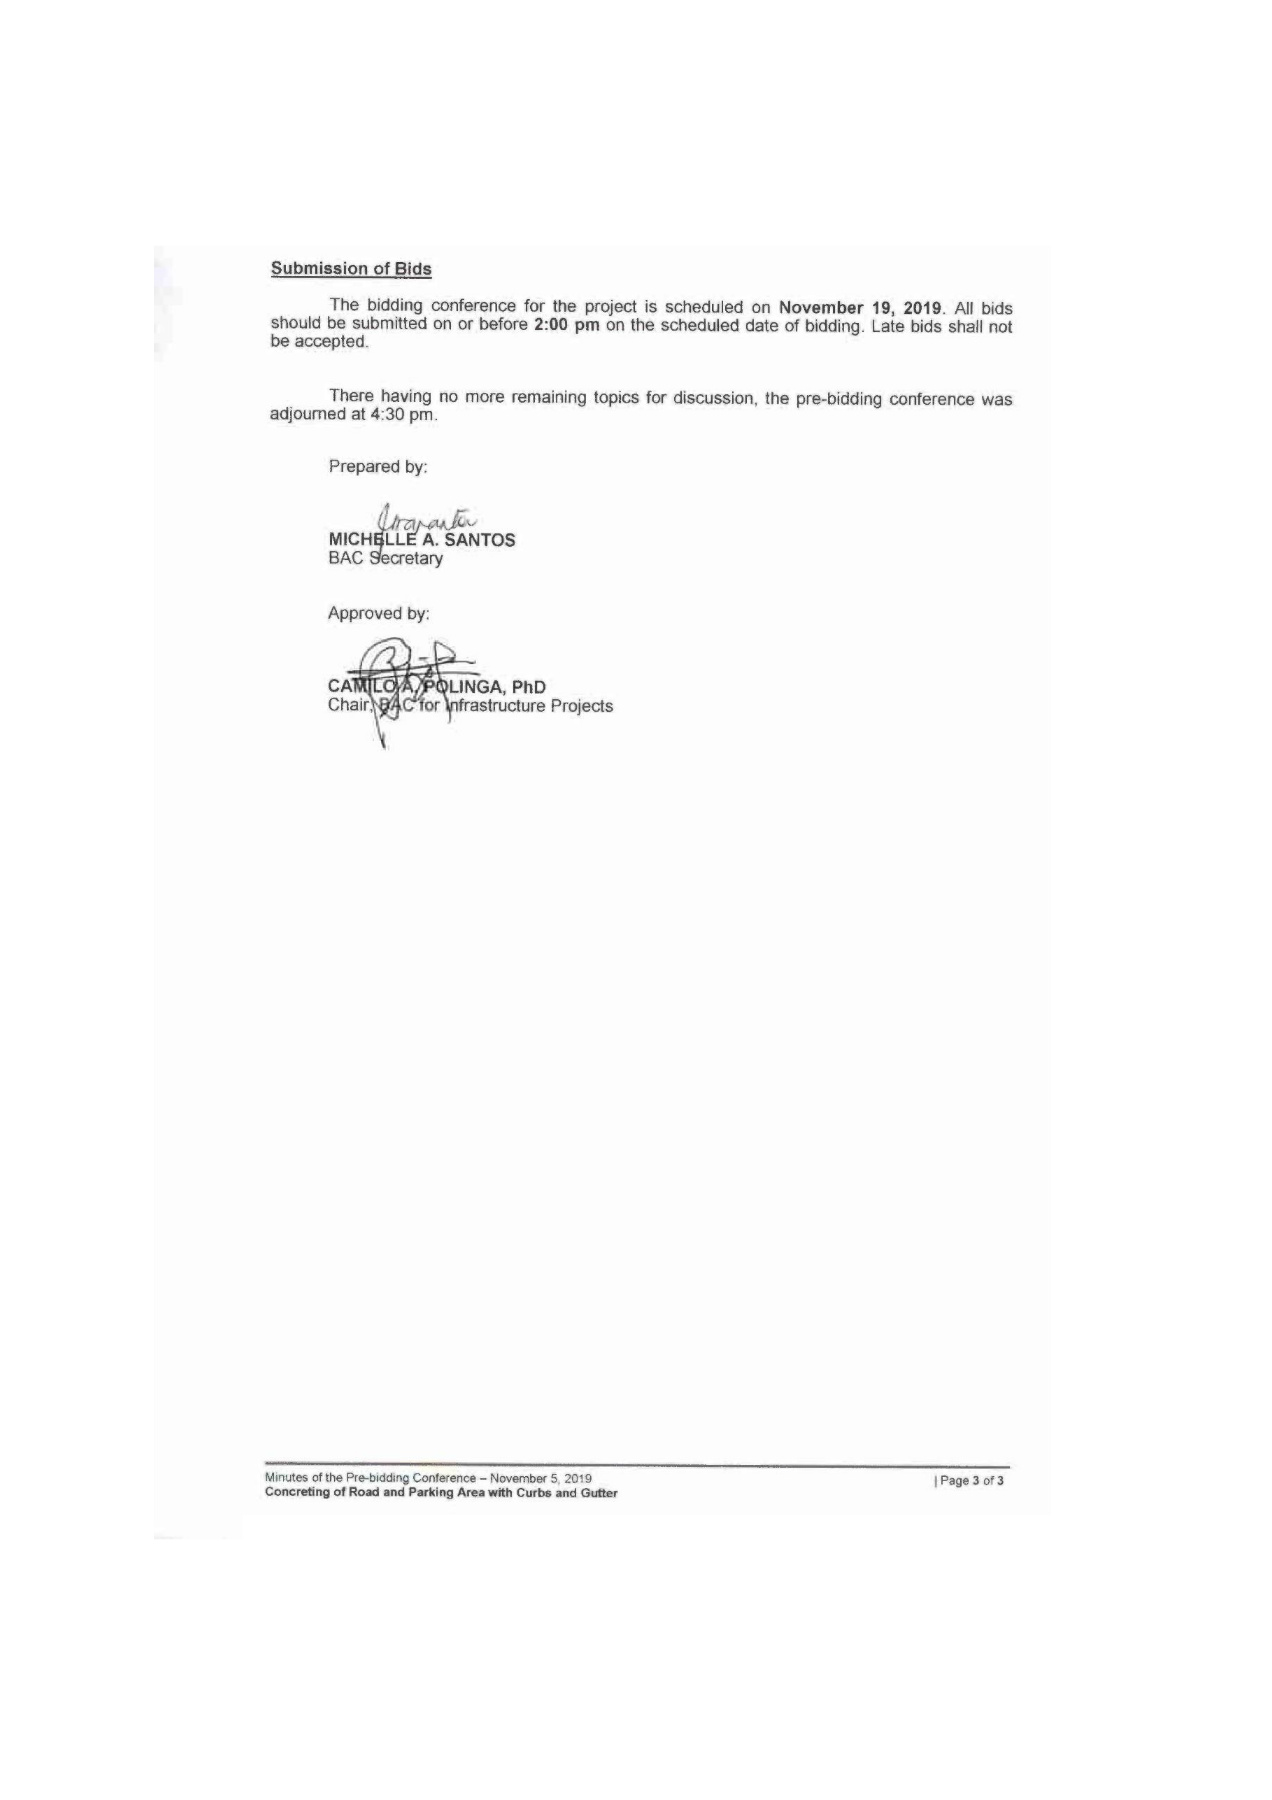 Submission of Bids
The bidding conference for the project is scheduled on November 19, 2019. All bids
should be submitted on or before 2:00 pm on the scheduled date of bidding. Late bids shall not
be accepted.
There having no more remaining topics for discussion, the pre-bidding conference was
adjourned at 4:30 pm.
Prepared by:
MICHELLE A. SANTOS
BAC Secretary
Approved by:
CAMILO A. POLINGA, PhD
Chair, BAC for Infrastructure Projects
Minutes of the Pre-bidding Conference – November 5, 2019
Concreting of Road and Parking Area with Curbs and Gutter
| Page 3 of 3